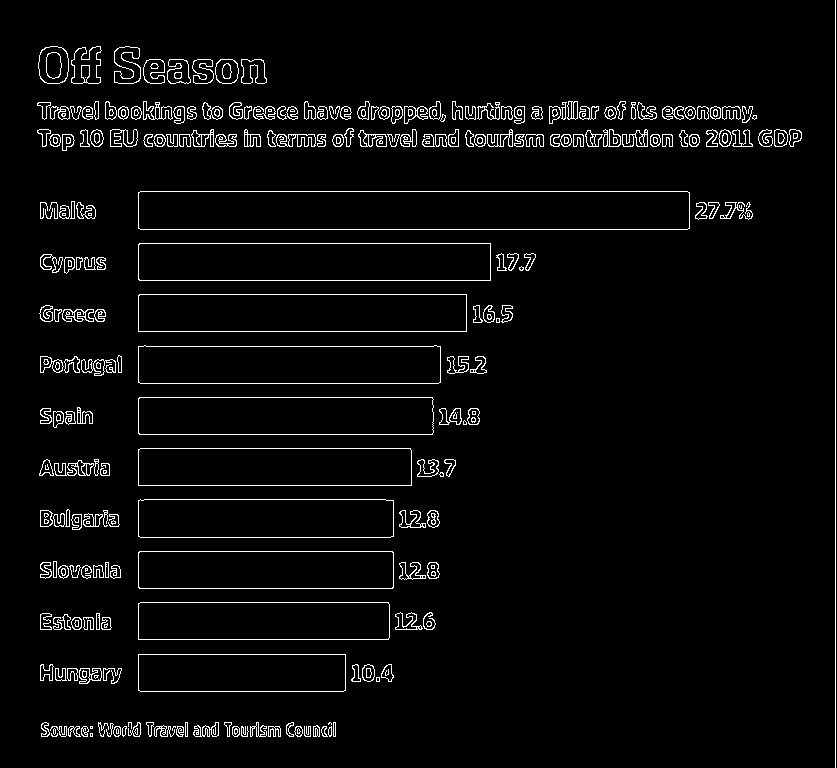 Off Season
Travel bookings to Greece have dropped, hurting a pillar of its economy.
Top 10 EU countries in terms of travel and tourism contribution to 2011 GDP
Malta 27.7%
Cyprus 17.7
Greece 16.5
Portugal 15.2
Spain 14.8
Austria 13.7
Bulgaria 12.8
Slovenia 12.8
Estonia 12.6
Hungary 10.4
Source: World Travel and Tourism Council